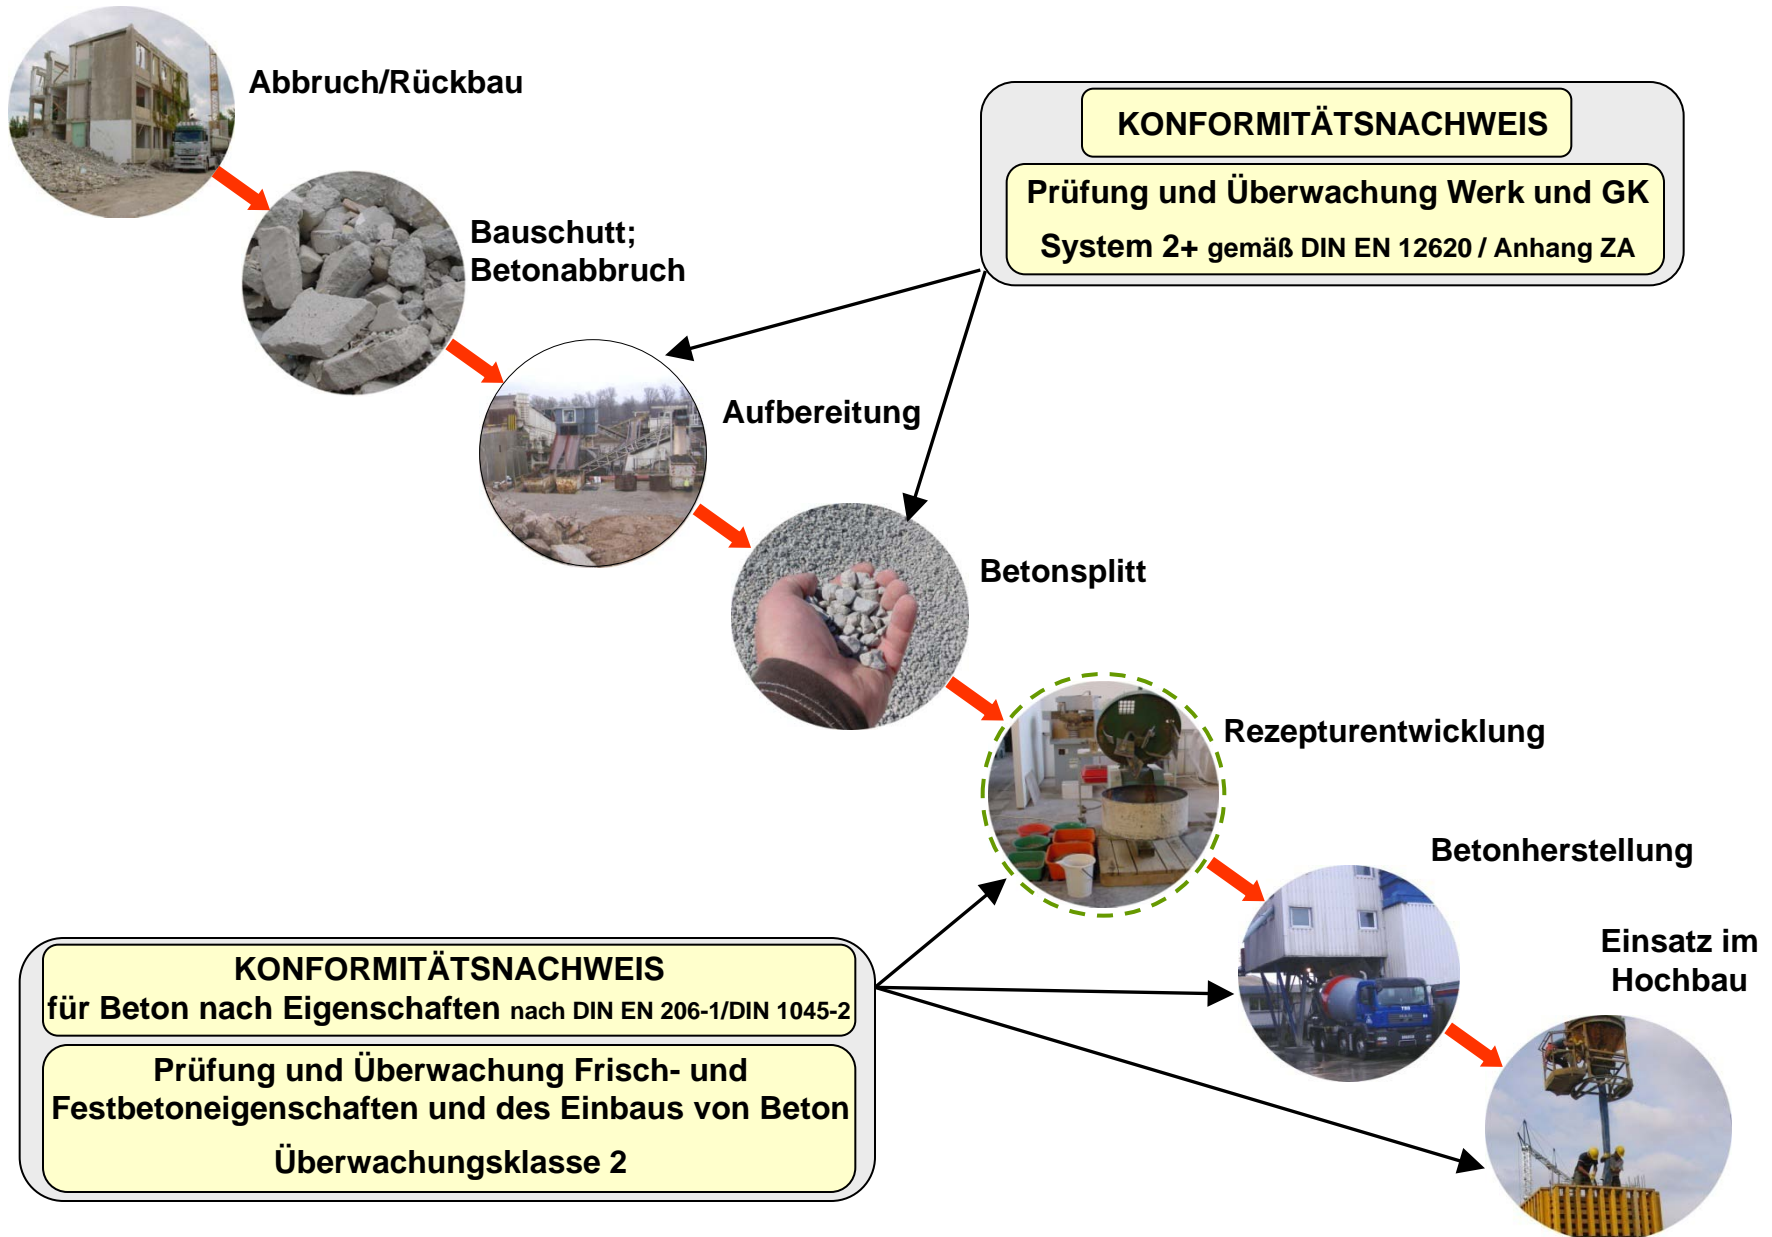 Abbruch/Rückbau
KONFORMITÄTSNACHWEIS
Prüfung und Überwachung Werk und GK
System 2+ gemäß DIN EN 12620 / Anhang ZA
Bauschutt;
Betonabbruch
Aufbereitung
Betonsplitt
Rezepturentwicklung
Betonherstellung
Einsatz im
Hochbau
KONFORMITÄTSNACHWEIS
für Beton nach Eigenschaften nach DIN EN 206-1/DIN 1045-2
Prüfung und Überwachung Frisch- und
Festbetoneigenschaften und des Einbaus von Beton
Überwachungsklasse 2